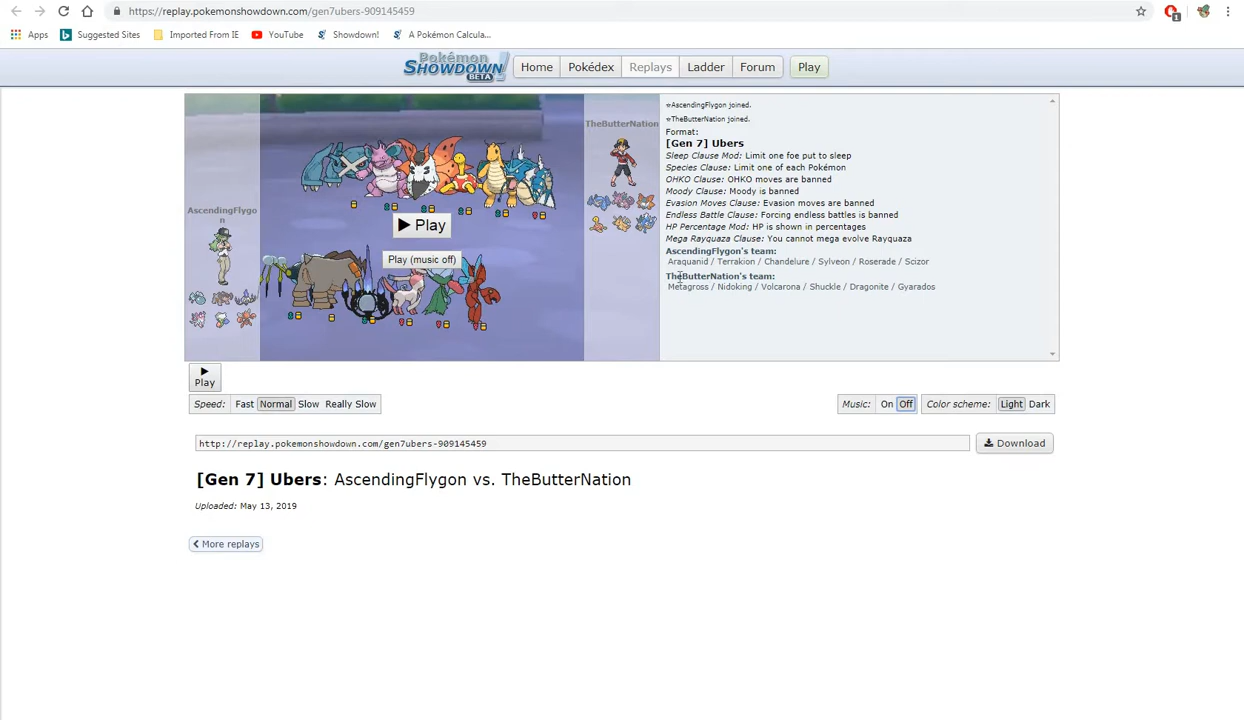 https://replay.pokemonshowdown.com/gen7ubers-909145459
1
Apps Suggested Sites Imported From IE YouTube Showdown! A Pokémon Calcula...
Pokémon SHOWDOWN! BETA Home Pokédex Replays Ladder Forum Play
AscendingFlygon joined.
TheButterNation joined.
Format:
[Gen 7] Ubers
Sleep Clause Mod: Limit one foe put to sleep
Species Clause: Limit one of each Pokémon
OHKO Clause: OHKO moves are banned
Moody Clause: Moody is banned
Evasion Moves Clause: Evasion moves are banned
Endless Battle Clause: Forcing endless battles is banned
HP Percentage Mod: HP is shown in percentages
Mega Rayquaza Clause: You cannot mega evolve Rayquaza
AscendingFlygon's team:
Araquanid / Terrakion / Chandelure / Sylveon / Roserade / Scizor
TheButterNation's team:
Metagross / Nidoking / Volcarona / Shuckle / Dragonite / Gyarados
TheButterNation
AscendingFlygo
n
Play
Play (music off)
Play
Speed: Fast Normal Slow Really Slow
Music: On Off Color scheme: Light Dark
http://replay.pokemonshowdown.com/gen7ubers-909145459
Download
[Gen 7] Ubers: AscendingFlygon vs. TheButterNation
Uploaded: May 13, 2019
More replays